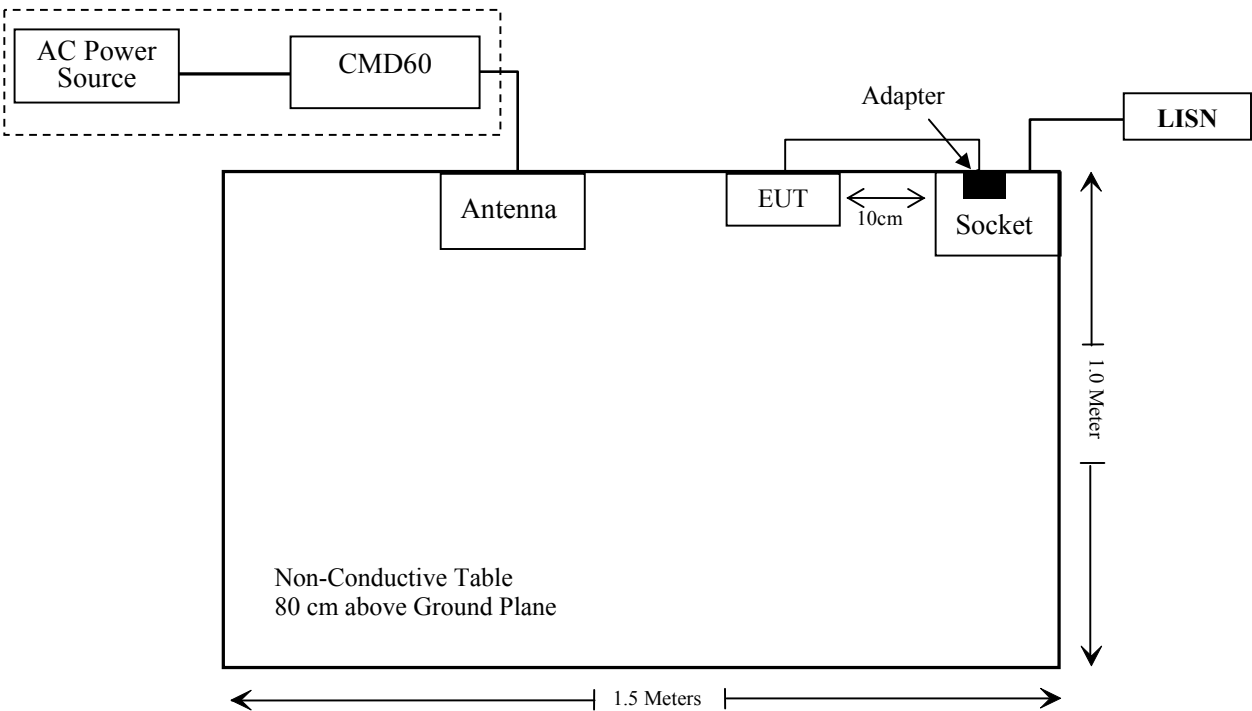 AC Power
Source
CMD60
Adapter
LISN
Antenna
EUT
10cm
Socket
1.0 Meter
Non-Conductive Table
80 cm above Ground Plane
1.5 Meters